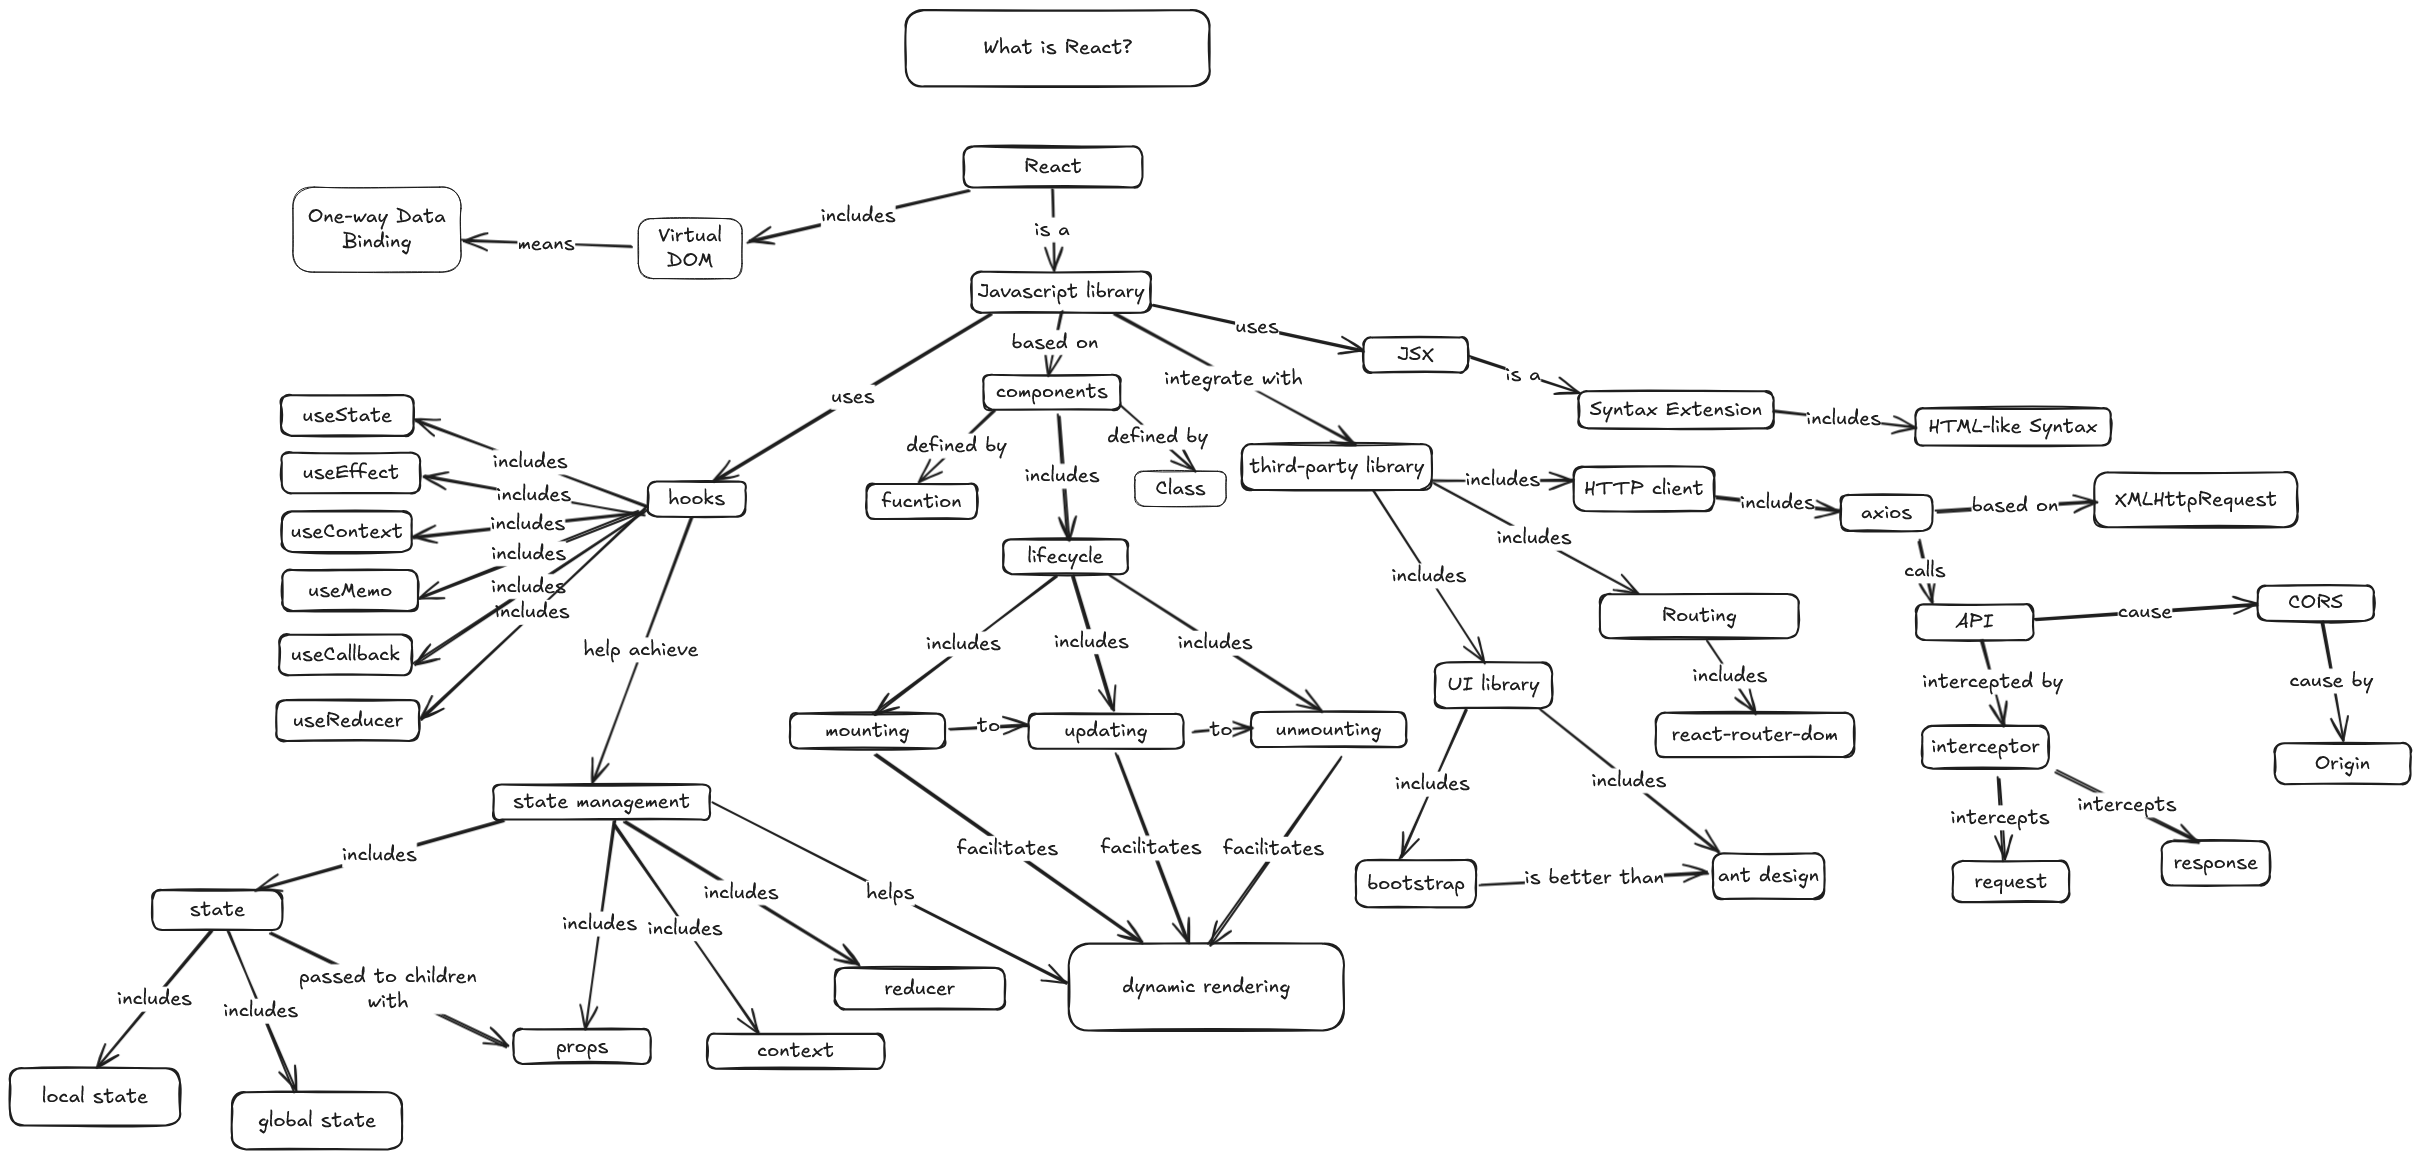 What is React?
React
includes
is a
One-way Data
Binding
means
Virtual
DOM
Javascript library
uses
based on
integrate with
uses
JSX
is a
Syntax Extension
includes
HTML-like Syntax
components
defined by
includes
defined by
fucntion
Class
third-party library
includes
HTTP client
includes
axios
based on
XMLHttpRequest
useState
useEffect
useContext
useMemo
useCallback
useReducer
includes
includes
includes
includes
includes
includes
hooks
help achieve
lifecycle
includes
includes
includes
includes
includes
Routing
includes
react-router-dom
UI library
calls
API
cause
CORS
cause by
Origin
intercepted by
interceptor
intercepts
intercepts
request
response
mounting
to
updating
to
unmounting
facilitates
facilitates
facilitates
includes
includes
bootstrap
is better than
ant design
state management
includes
includes
includes
includes
helps
state
includes
includes
passed to children
with
reducer
dynamic rendering
props
context
local state
global state